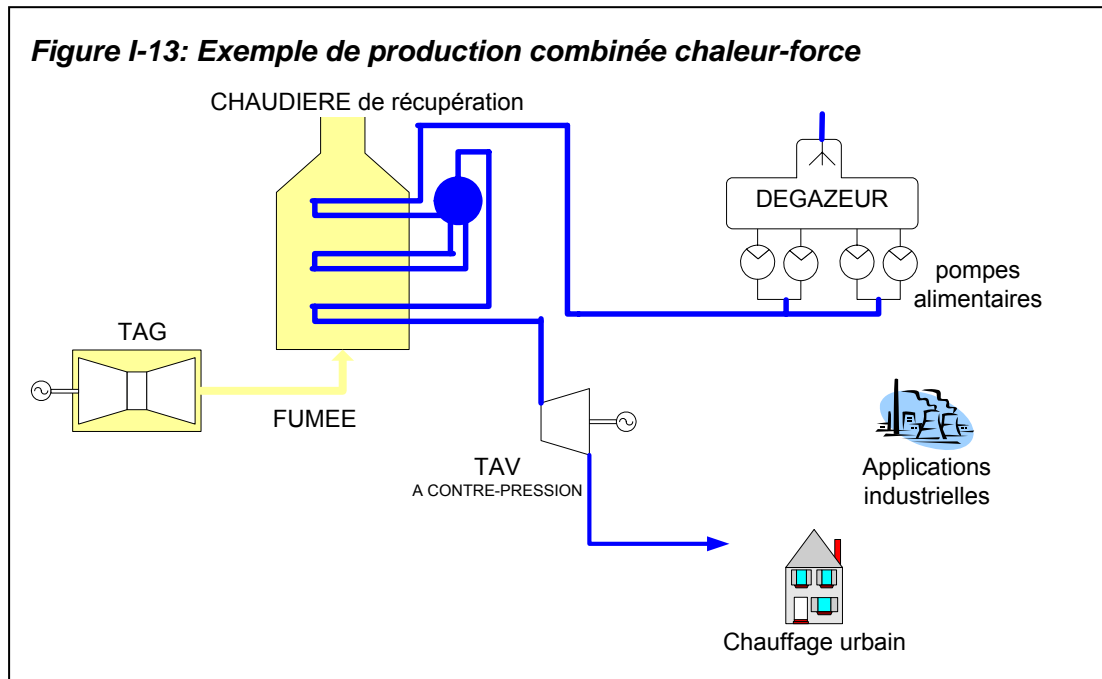 Figure I-13: Exemple de production combinée chaleur-force
CHAUDIERE de récupération
DEGAZEUR
pompes
alimentaires
TAG
FUMEE
TAV
A CONTRE-PRESSION
Applications
industrielles
Chauffage urbain